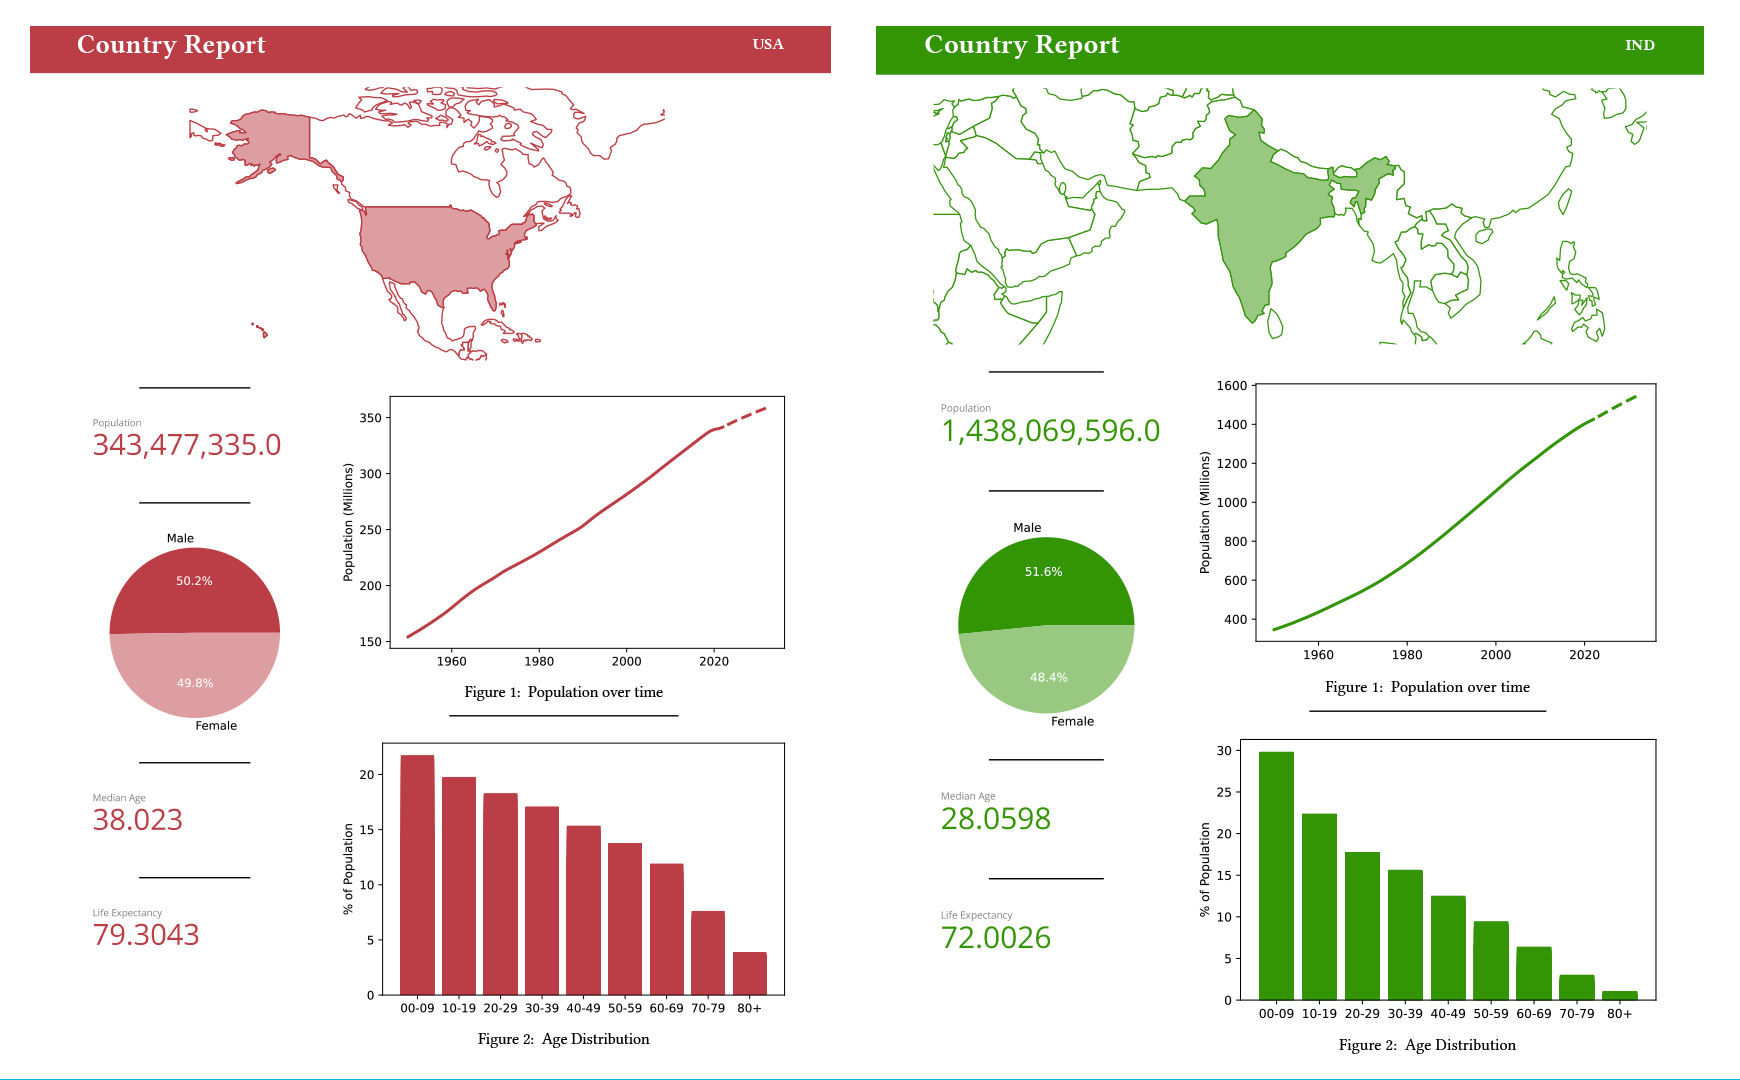 Country Report
USA
Population
343,477,335.0
Male
50.2%
49.8%
Female
Median Age
38.023
Life Expectancy
79.3043
Population (Millions)
350
300
250
200
150
1960 1980 2000 2020
Figure 1: Population over time
% of Population
20
15
10
5
0
00-09 10-19 20-29 30-39 40-49 50-59 60-69 70-79 80+
Figure 2: Age Distribution
Country Report
IND
Population
1,438,069,596.0
Male
51.6%
48.4%
Female
Median Age
28.0598
Life Expectancy
72.0026
Population (Millions)
1600
1400
1200
1000
800
600
400
1960 1980 2000 2020
Figure 1: Population over time
% of Population
30
25
20
15
10
5
0
00-09 10-19 20-29 30-39 40-49 50-59 60-69 70-79 80+
Figure 2: Age Distribution